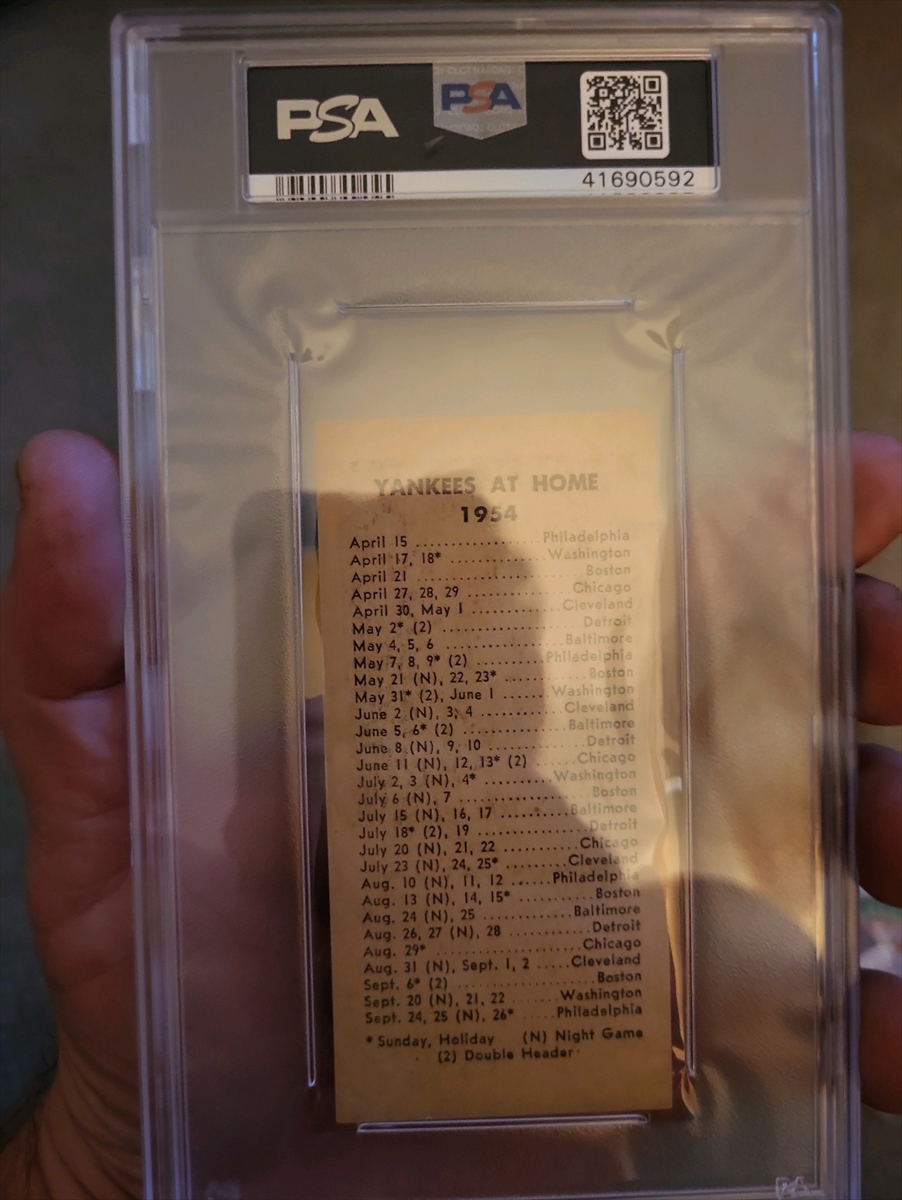 PSA
PSA
41690592
YANKEES AT HOME
1954
April 15 ................. Philadelphia
April 17, 18* ............. Washington
April 21 ....................... Boston
April 27, 28, 29 .............. Chicago
April 30, May 1 ............ Cleveland
May 2* (2) .................... Detroit
May 4, 5, 6 ................ Baltimore
May 7, 8, 9* (2) ......... Philadelphia
May 21 (N), 22, 23* ......... Boston
May 31* (2), June 1 ...... Washington
June 2 (N), 3, 4 ........... Cleveland
June 5, 6* (2) .............. Baltimore
June 8 (N), 9, 10 ............. Detroit
June 11 (N), 12, 13* (2) ...... Chicago
July 2, 3 (N), 4* ......... Washington
July 6 (N), 7 ................. Boston
July 15 (N), 16, 17 ......... Baltimore
July 18* (2), 19 .............. Detroit
July 20 (N), 21, 22 .......... Chicago
July 23 (N), 24, 25* ........ Cleveland
Aug. 10 (N), 11, 12 ...... Philadelphia
Aug. 13 (N), 14, 15* .......... Boston
Aug. 24 (N), 25 ............ Baltimore
Aug. 26, 27 (N), 28 .......... Detroit
Aug. 29* ..................... Chicago
Aug. 31 (N), Sept. 1, 2 ..... Cleveland
Sept. 6* (2) .................. Boston
Sept. 20 (N), 21, 22 ...... Washington
Sept. 24, 25 (N), 26* ..... Philadelphia
* Sunday, Holiday (N) Night Game
(2) Double Header